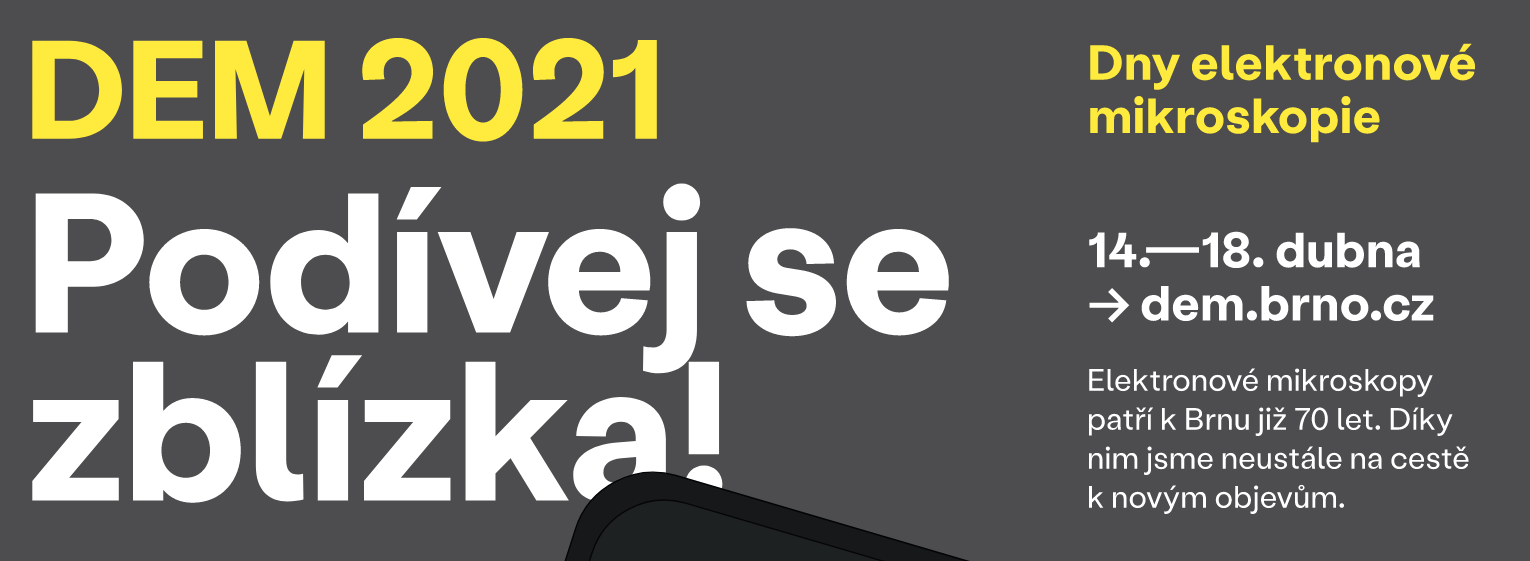 DEM 2021
Podívej se
zblízka!
Dny elektronové
mikroskopie
14.—18. dubna
→ dem.brno.cz
Elektronové mikroskopy
patří k Brnu již 70 let. Díky
nim jsme neustále na cestě
k novým objevům.